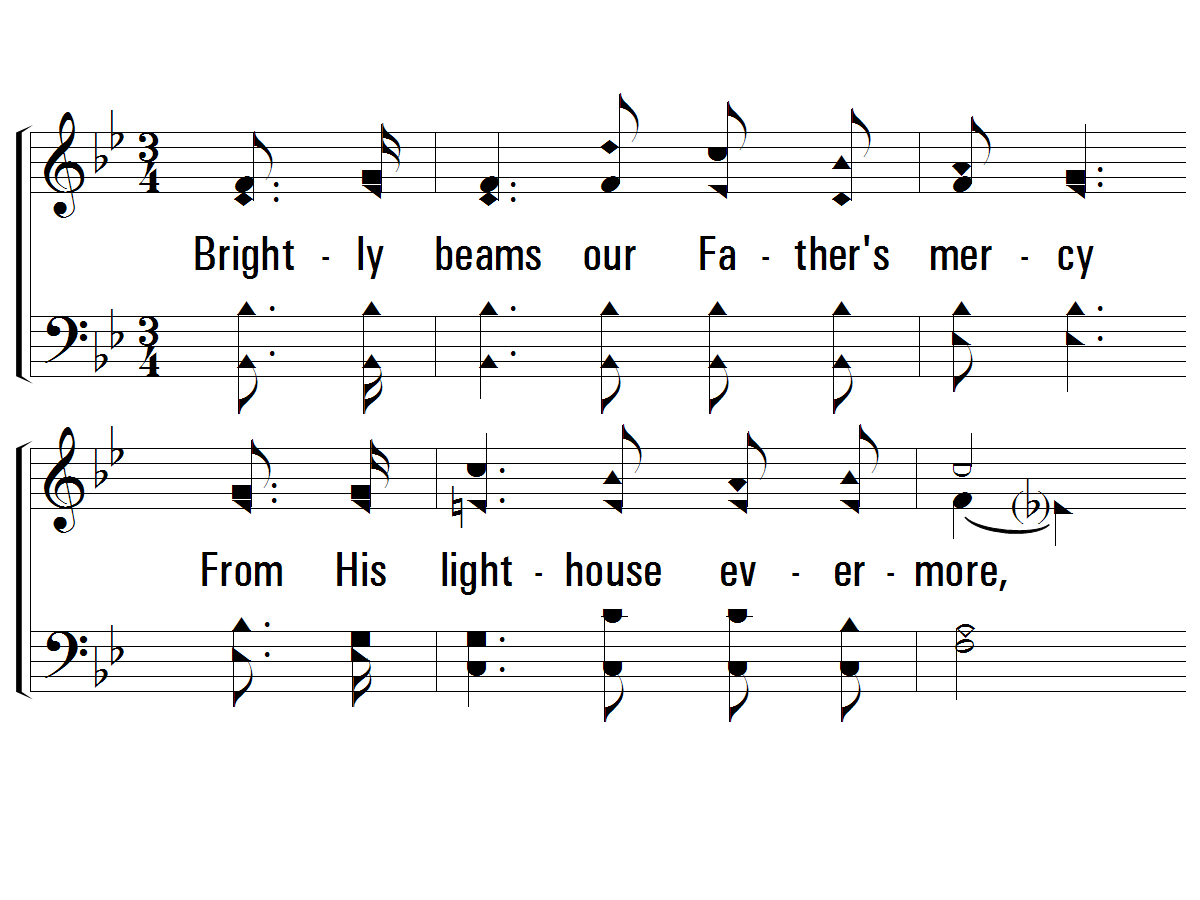 Bright - ly beams our Fa - ther's mer - cy
From His light - house ev - er - more,